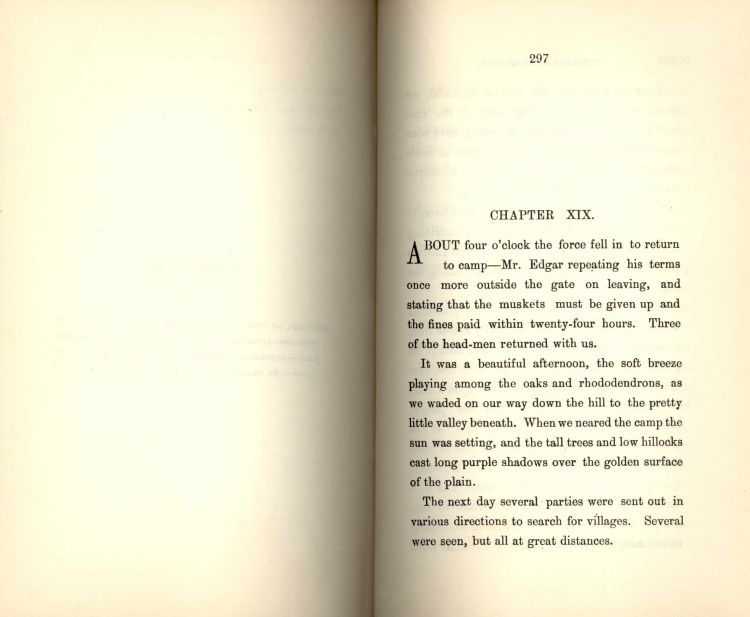 297
CHAPTER XIX.
ABOUT four o'clock the force fell in to return
to camp—Mr. Edgar repeating his terms
once more outside the gate on leaving, and
stating that the muskets must be given up and
the fines paid within twenty-four hours. Three
of the head-men returned with us.
It was a beautiful afternoon, the soft breeze
playing among the oaks and rhododendrons, as
we waded on our way down the hill to the pretty
little valley beneath. When we neared the camp the
sun was setting, and the tall trees and low hillocks
cast long purple shadows over the golden surface
of the plain.
The next day several parties were sent out in
various directions to search for villages. Several
were seen, but all at great distances.